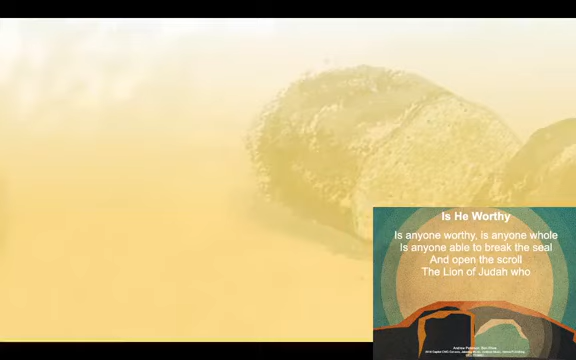 Is He Worthy
Is anyone worthy, is anyone whole
Is anyone able to break the seal
And open the scroll
The Lion of Judah who